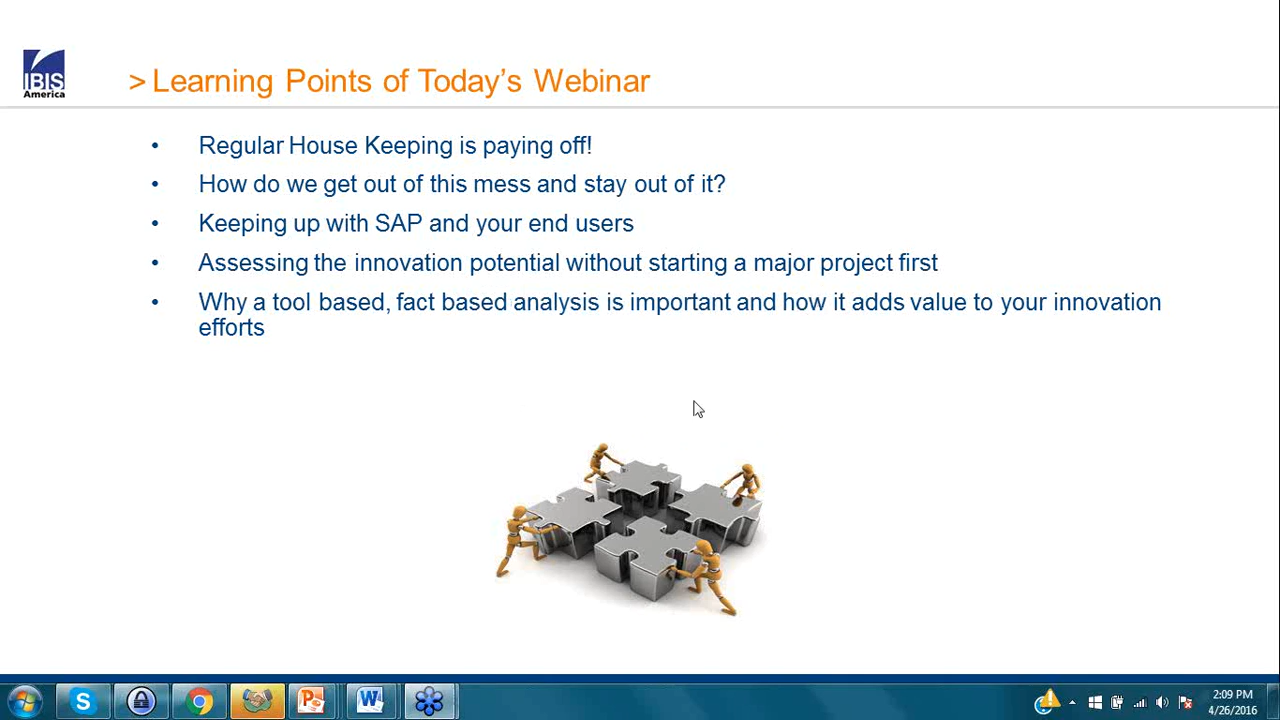 IBIS
America
> Learning Points of Today's Webinar
• Regular House Keeping is paying off!
• How do we get out of this mess and stay out of it?
• Keeping up with SAP and your end users
• Assessing the innovation potential without starting a major project first
• Why a tool based, fact based analysis is important and how it adds value to your innovation
efforts
2:09 PM
4/26/2016